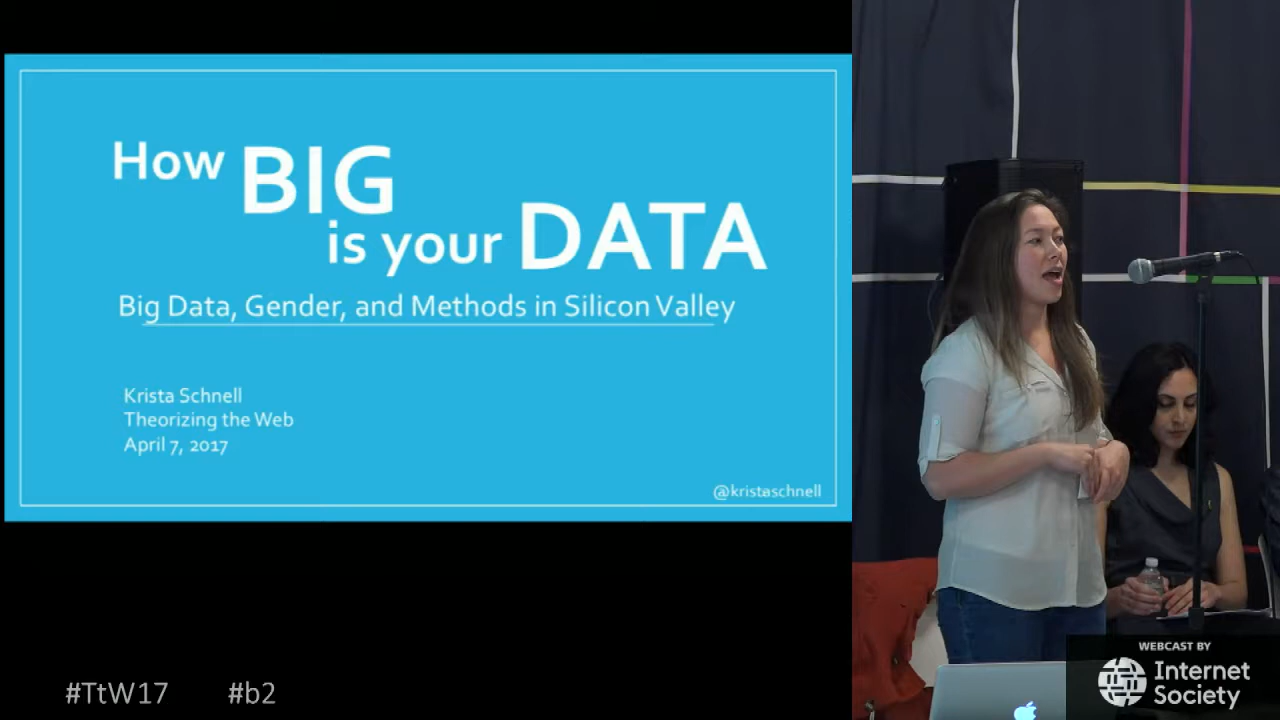 How BIG
is your DATA
Big Data, Gender, and Methods in Silicon Valley
Krista Schnell
Theorizing the Web
April 7, 2017
@kristaschnell
#TtW17 #b2
WEBCAST BY
Internet
Society